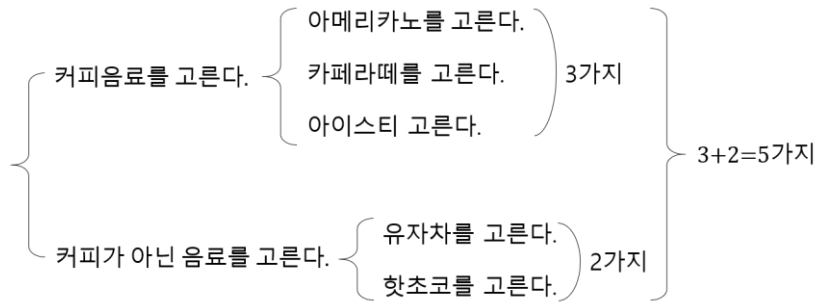 커피음료를 고른다.
아메리카노를 고른다.
카페라떼를 고른다.
아이스티 고른다.
3가지
커피가 아닌 음료를 고른다.
유자차를 고른다.
핫초코를 고른다.
2가지
3+2=5가지